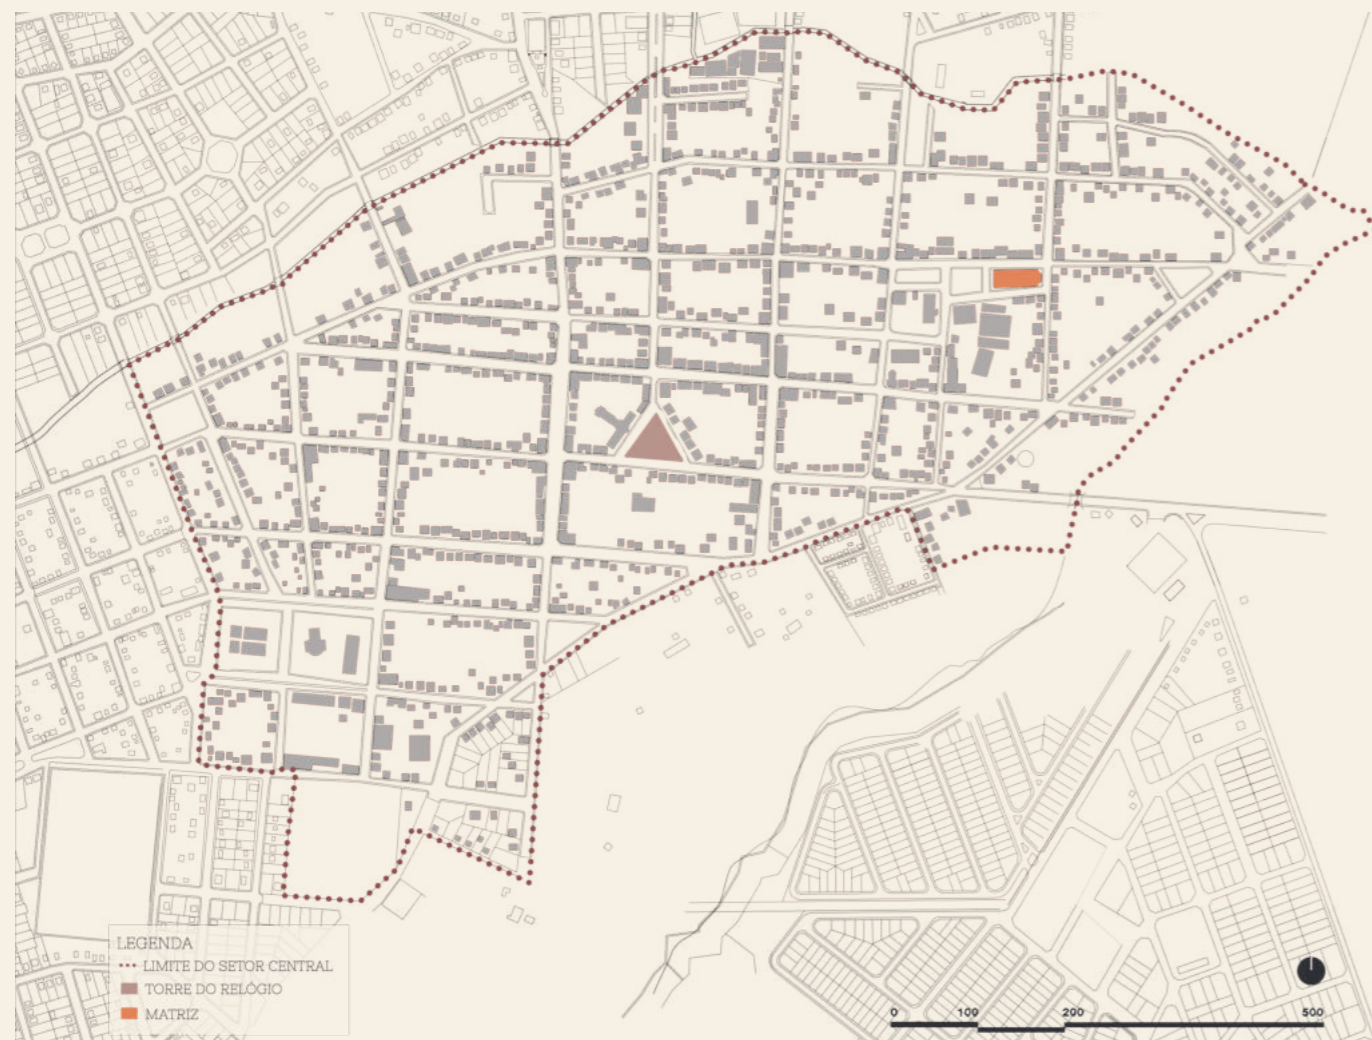 LEGENDA
LIMITE DO SETOR CENTRAL
TORRE DO RELÓGIO
MATRIZ
0 100 200 500